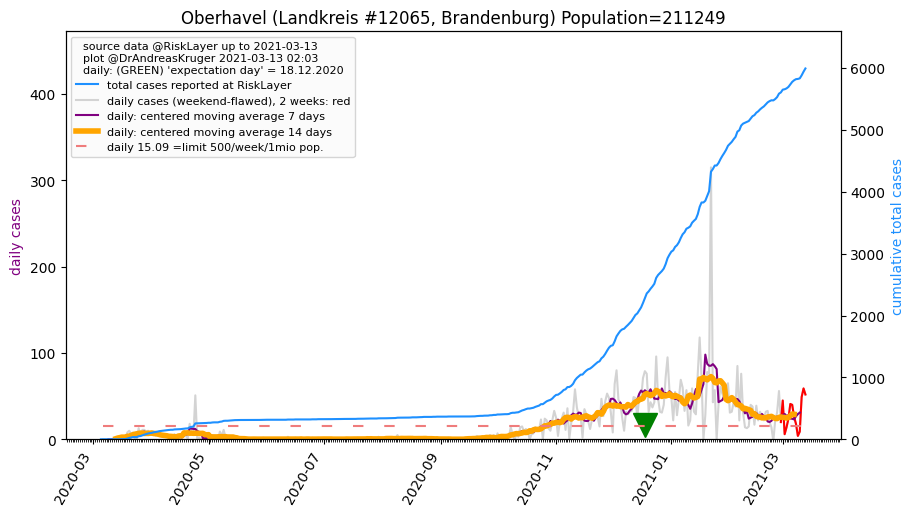 Oberhavel (Landkreis #12065, Brandenburg) Population=211249
source data @RiskLayer up to 2021-03-13
plot @DrAndreasKruger 2021-03-13 02:03
daily: (GREEN) 'expectation day' = 18.12.2020
total cases reported at RiskLayer
daily cases (weekend-flawed), 2 weeks: red
daily: centered moving average 7 days
daily: centered moving average 14 days
daily 15.09 =limit 500/week/1mio pop.
daily cases
400
300
200
100
0
cumulative total cases
6000
5000
4000
3000
2000
1000
0
2020-03
2020-05
2020-07
2020-09
2020-11
2021-01
2021-03